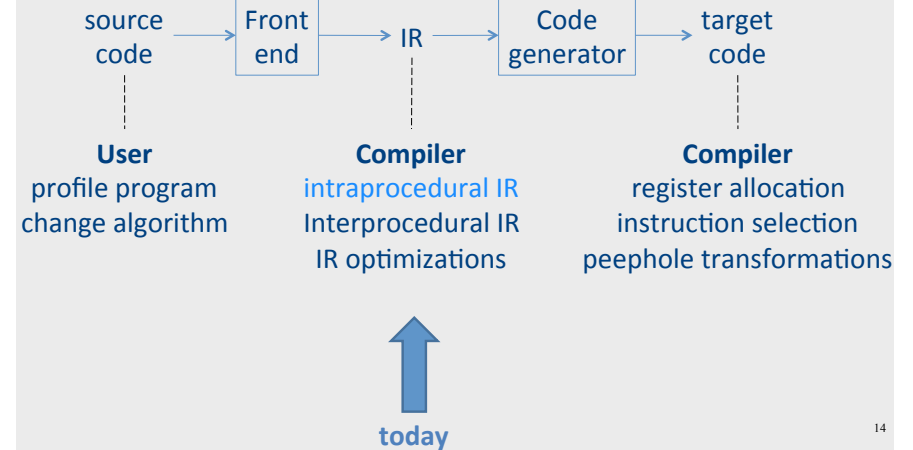 source code
Front end
IR
Code generator
target code
User
profile program
change algorithm
Compiler
intraprocedural IR
Interprocedural IR
IR optimizations
Compiler
register allocation
instruction selection
peephole transformations
today
14